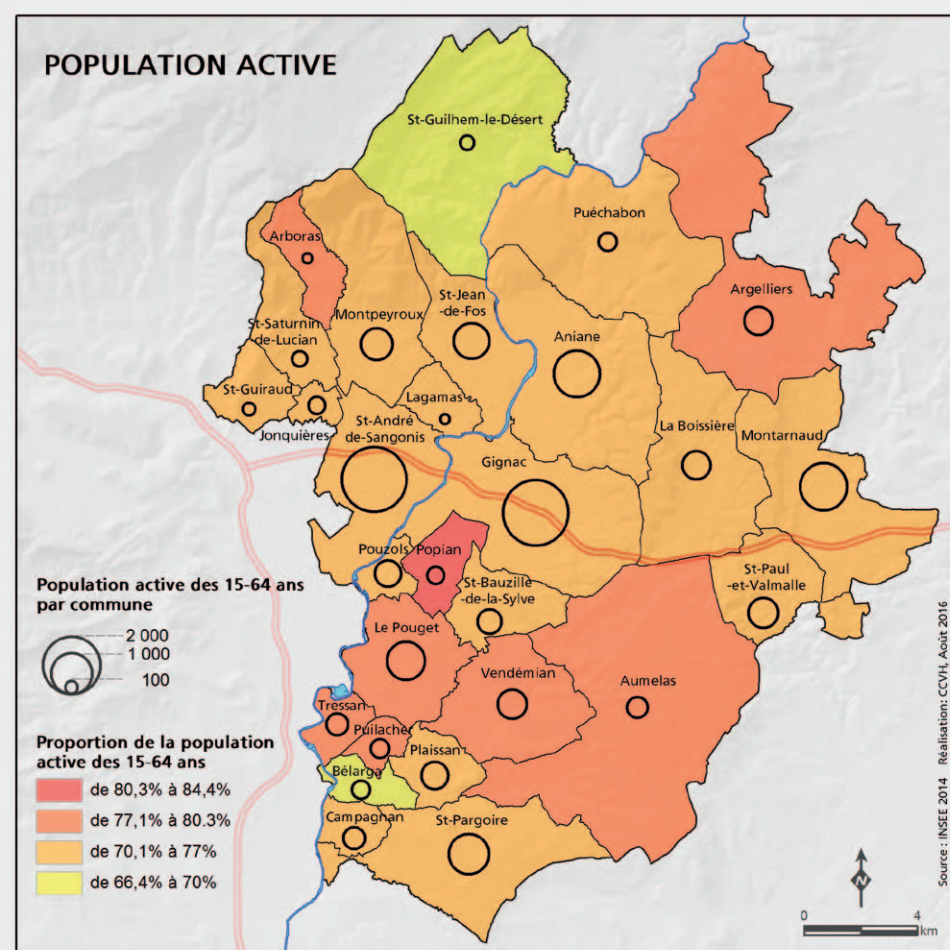 POPULATION ACTIVE
St-Guilhem-le-Désert
Puéchabon
Arboras
Argelliers
St-Jean
-de-Fos
Montpeyroux
St-Saturnin
-de-Lucian
Aniane
St-Guiraud
Lagamas
Jonquières
St-André
de-Sangonis
La Boissière
Montarnaud
Gignac
Pouzols
Popian
St-Bauzille
-de-la-Sylve
St-Paul
-et-Valmalle
Le Pouget
Vendémian
Aumelas
Tressan
Puilacher
Plaissan
Bélarga
Campagnan
St-Pargoire
Population active des 15-64 ans
par commune
2 000
1 000
100
Proportion de la population
active des 15-64 ans
de 80,3% à 84,4%
de 77,1% à 80.3%
de 70,1% à 77%
de 66,4% à 70%
N
0
4
km
Source : INSEE 2014 Réalisation: CCVH, Août 2016